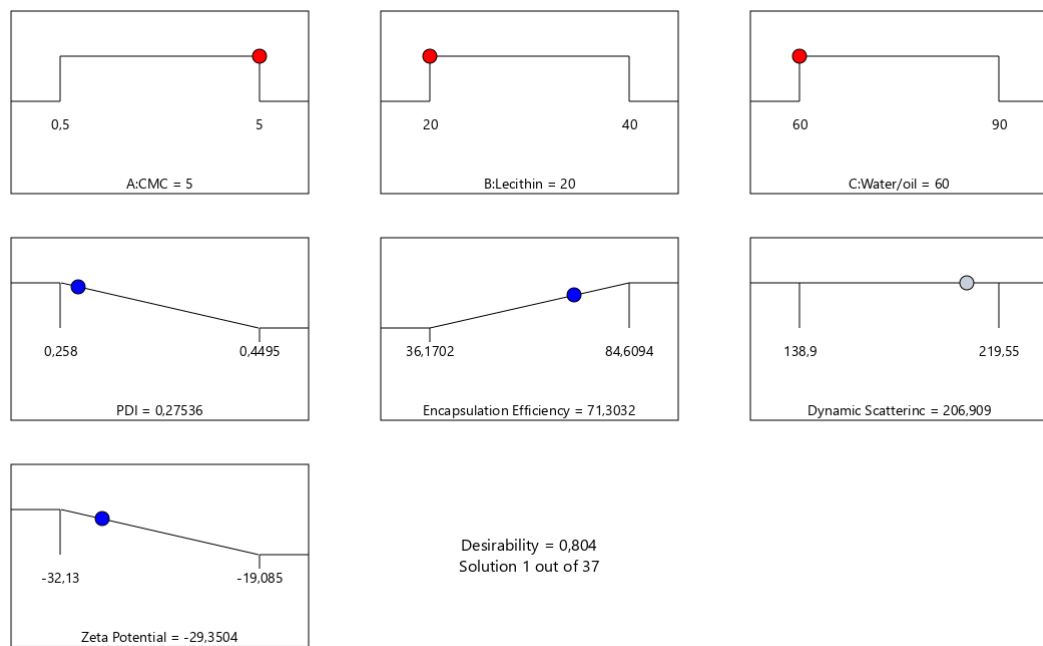 0,5 5
A:CMC = 5
20 40
B:Lecithin = 20
60 90
C:Water/oil = 60
0,258 0,4495
PDI = 0,27536
36,1702 84,6094
Encapsulation Efficiency = 71,3032
138,9 219,55
Dynamic Scatterinc = 206,909
-32,13 -19,085
Zeta Potential = -29,3504
Desirability = 0,804
Solution 1 out of 37